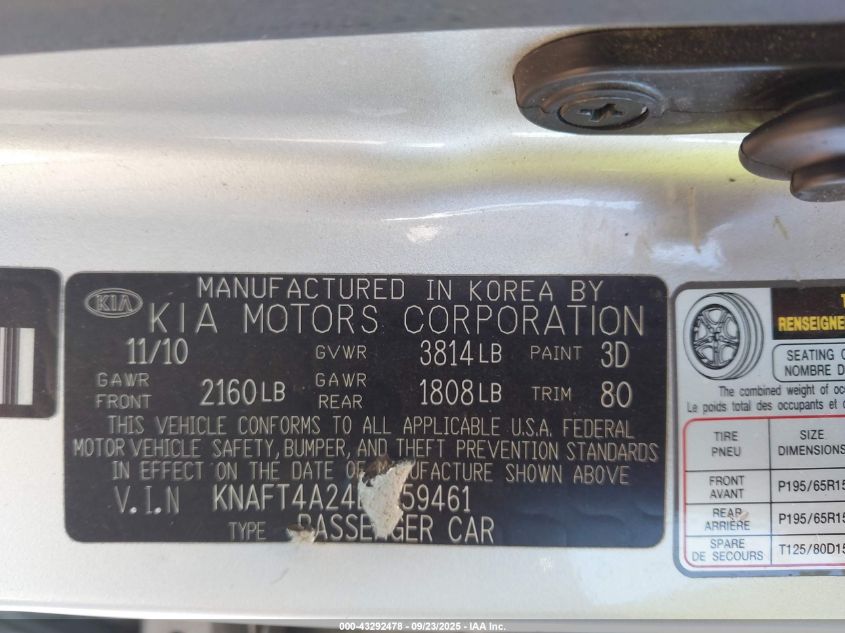 KIA
MANUFACTURED IN KOREA BY
KIA MOTORS CORPORATION
11/10 GVWR 3814 LB PAINT 3D
GAWR FRONT 2160 LB GAWR REAR 1808 LB TRIM 80
THIS VEHICLE CONFORMS TO ALL APPLICABLE U.S.A. FEDERAL
MOTOR VEHICLE SAFETY, BUMPER, AND THEFT PREVENTION STANDARDS
IN EFFECT ON THE DATE OF MANUFACTURE SHOWN ABOVE
V.I.N KNAFT4A24 59461
TYPE PASSENGER CAR
RENSEIGNE
SEATING
NOMBRE D
The combined weight of oc
Le poids total des occupants et d
TIRE PNEU SIZE DIMENSIONS
FRONT AVANT P195/65R15
REAR ARRIÈRE P195/65R15
SPARE DE SECOURS T125/80D15
000-43292478 - 09/23/2025 - IAA Inc.